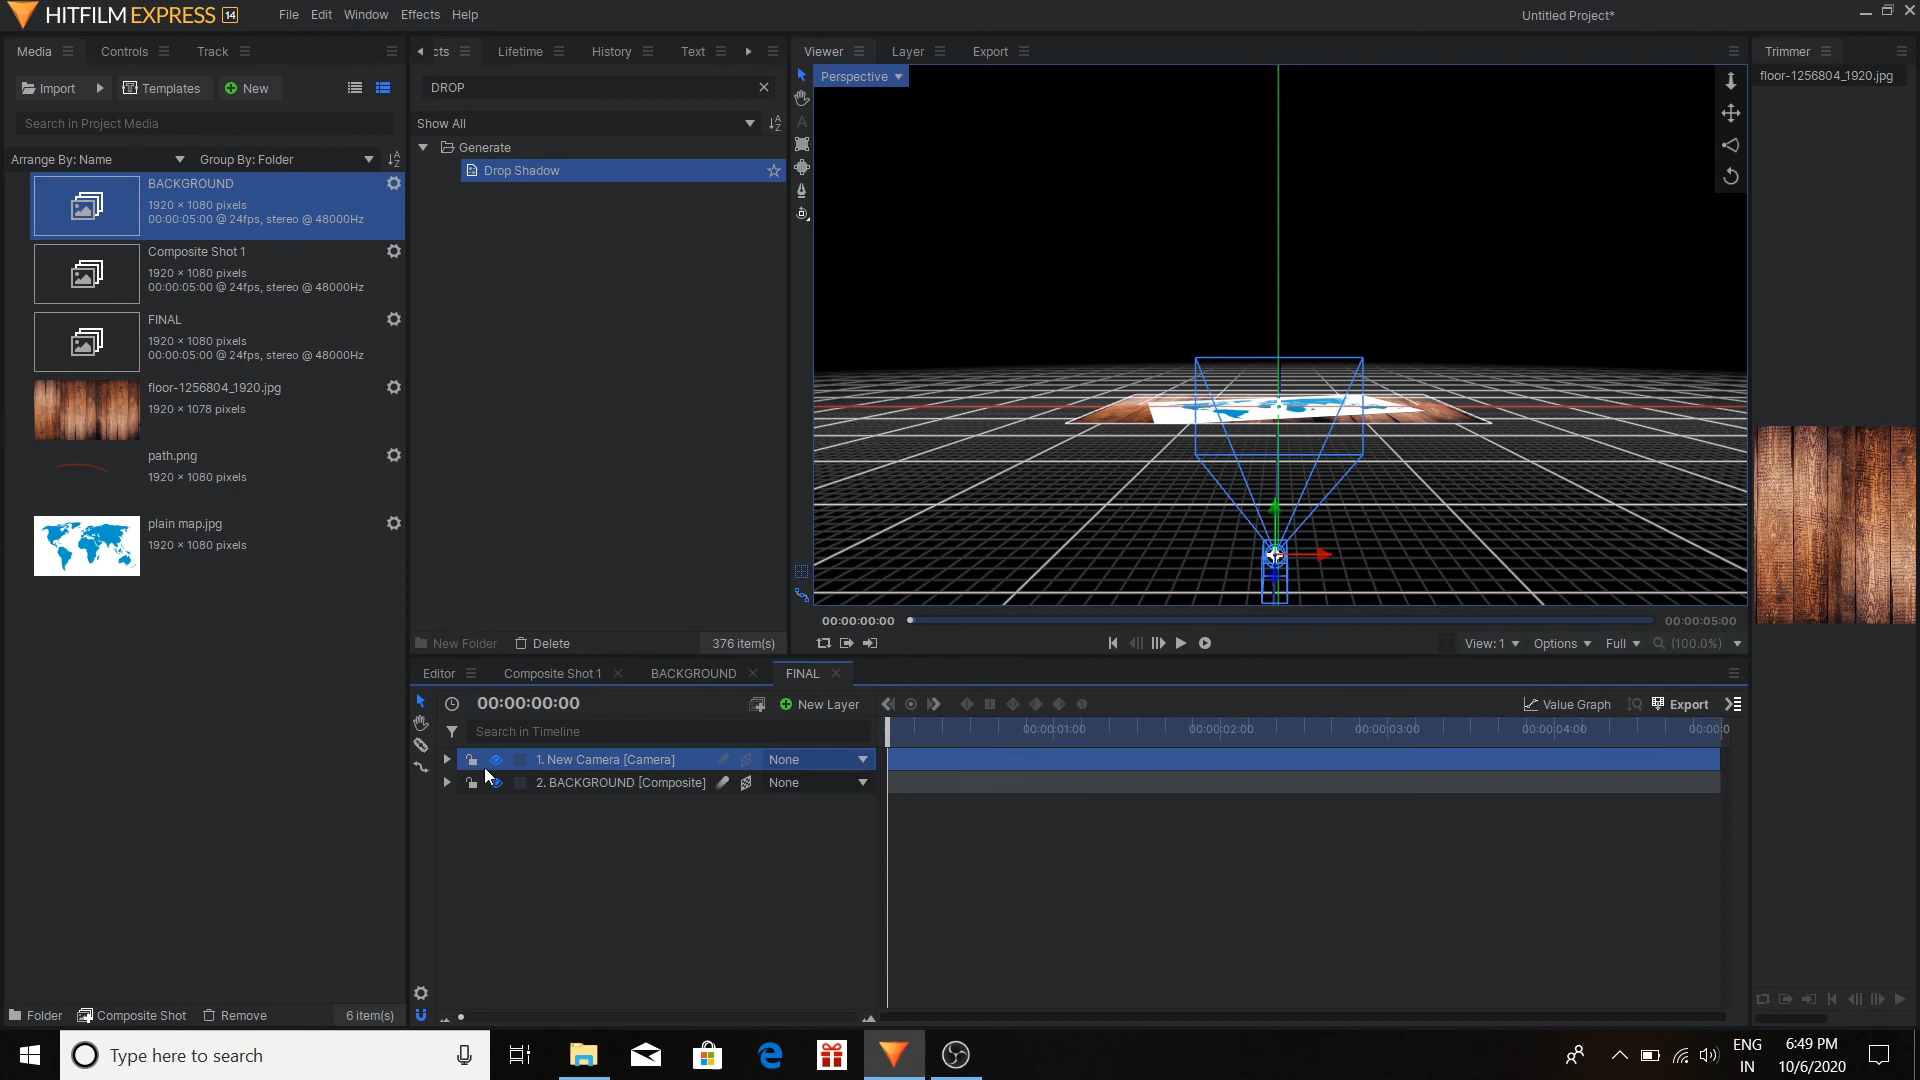 HITFILM EXPRESS 14
File Edit Window Effects Help
Untitled Project*
Media Controls Track
cts Lifetime History Text
Viewer Layer Export
Trimmer
Import Templates New
DROP
Perspective
floor-1256804_1920.jpg
Search in Project Media
Show All
Arrange By: Name Group By: Folder
Generate
Drop Shadow
BACKGROUND
1920 × 1080 pixels
00:00:05:00 @ 24fps, stereo @ 48000Hz
Composite Shot 1
1920 × 1080 pixels
00:00:05:00 @ 24fps, stereo @ 48000Hz
FINAL
1920 × 1080 pixels
00:00:05:00 @ 24fps, stereo @ 48000Hz
floor-1256804_1920.jpg
1920 × 1078 pixels
path.png
1920 × 1080 pixels
plain map.jpg
1920 × 1080 pixels
00:00:00:00 00:00:05:00
New Folder Delete 376 item(s)
View: 1 Options Full (100.0%)
Editor Composite Shot 1 BACKGROUND FINAL
00:00:00:00 New Layer Value Graph Export
Search in Timeline
00:00:01:00 00:00:02:00 00:00:03:00 00:00:04:00 00:00:0
1. New Camera [Camera] None
2. BACKGROUND [Composite] None
Folder Composite Shot Remove 6 item(s)
Type here to search
ENG
IN
6:49 PM
10/6/2020